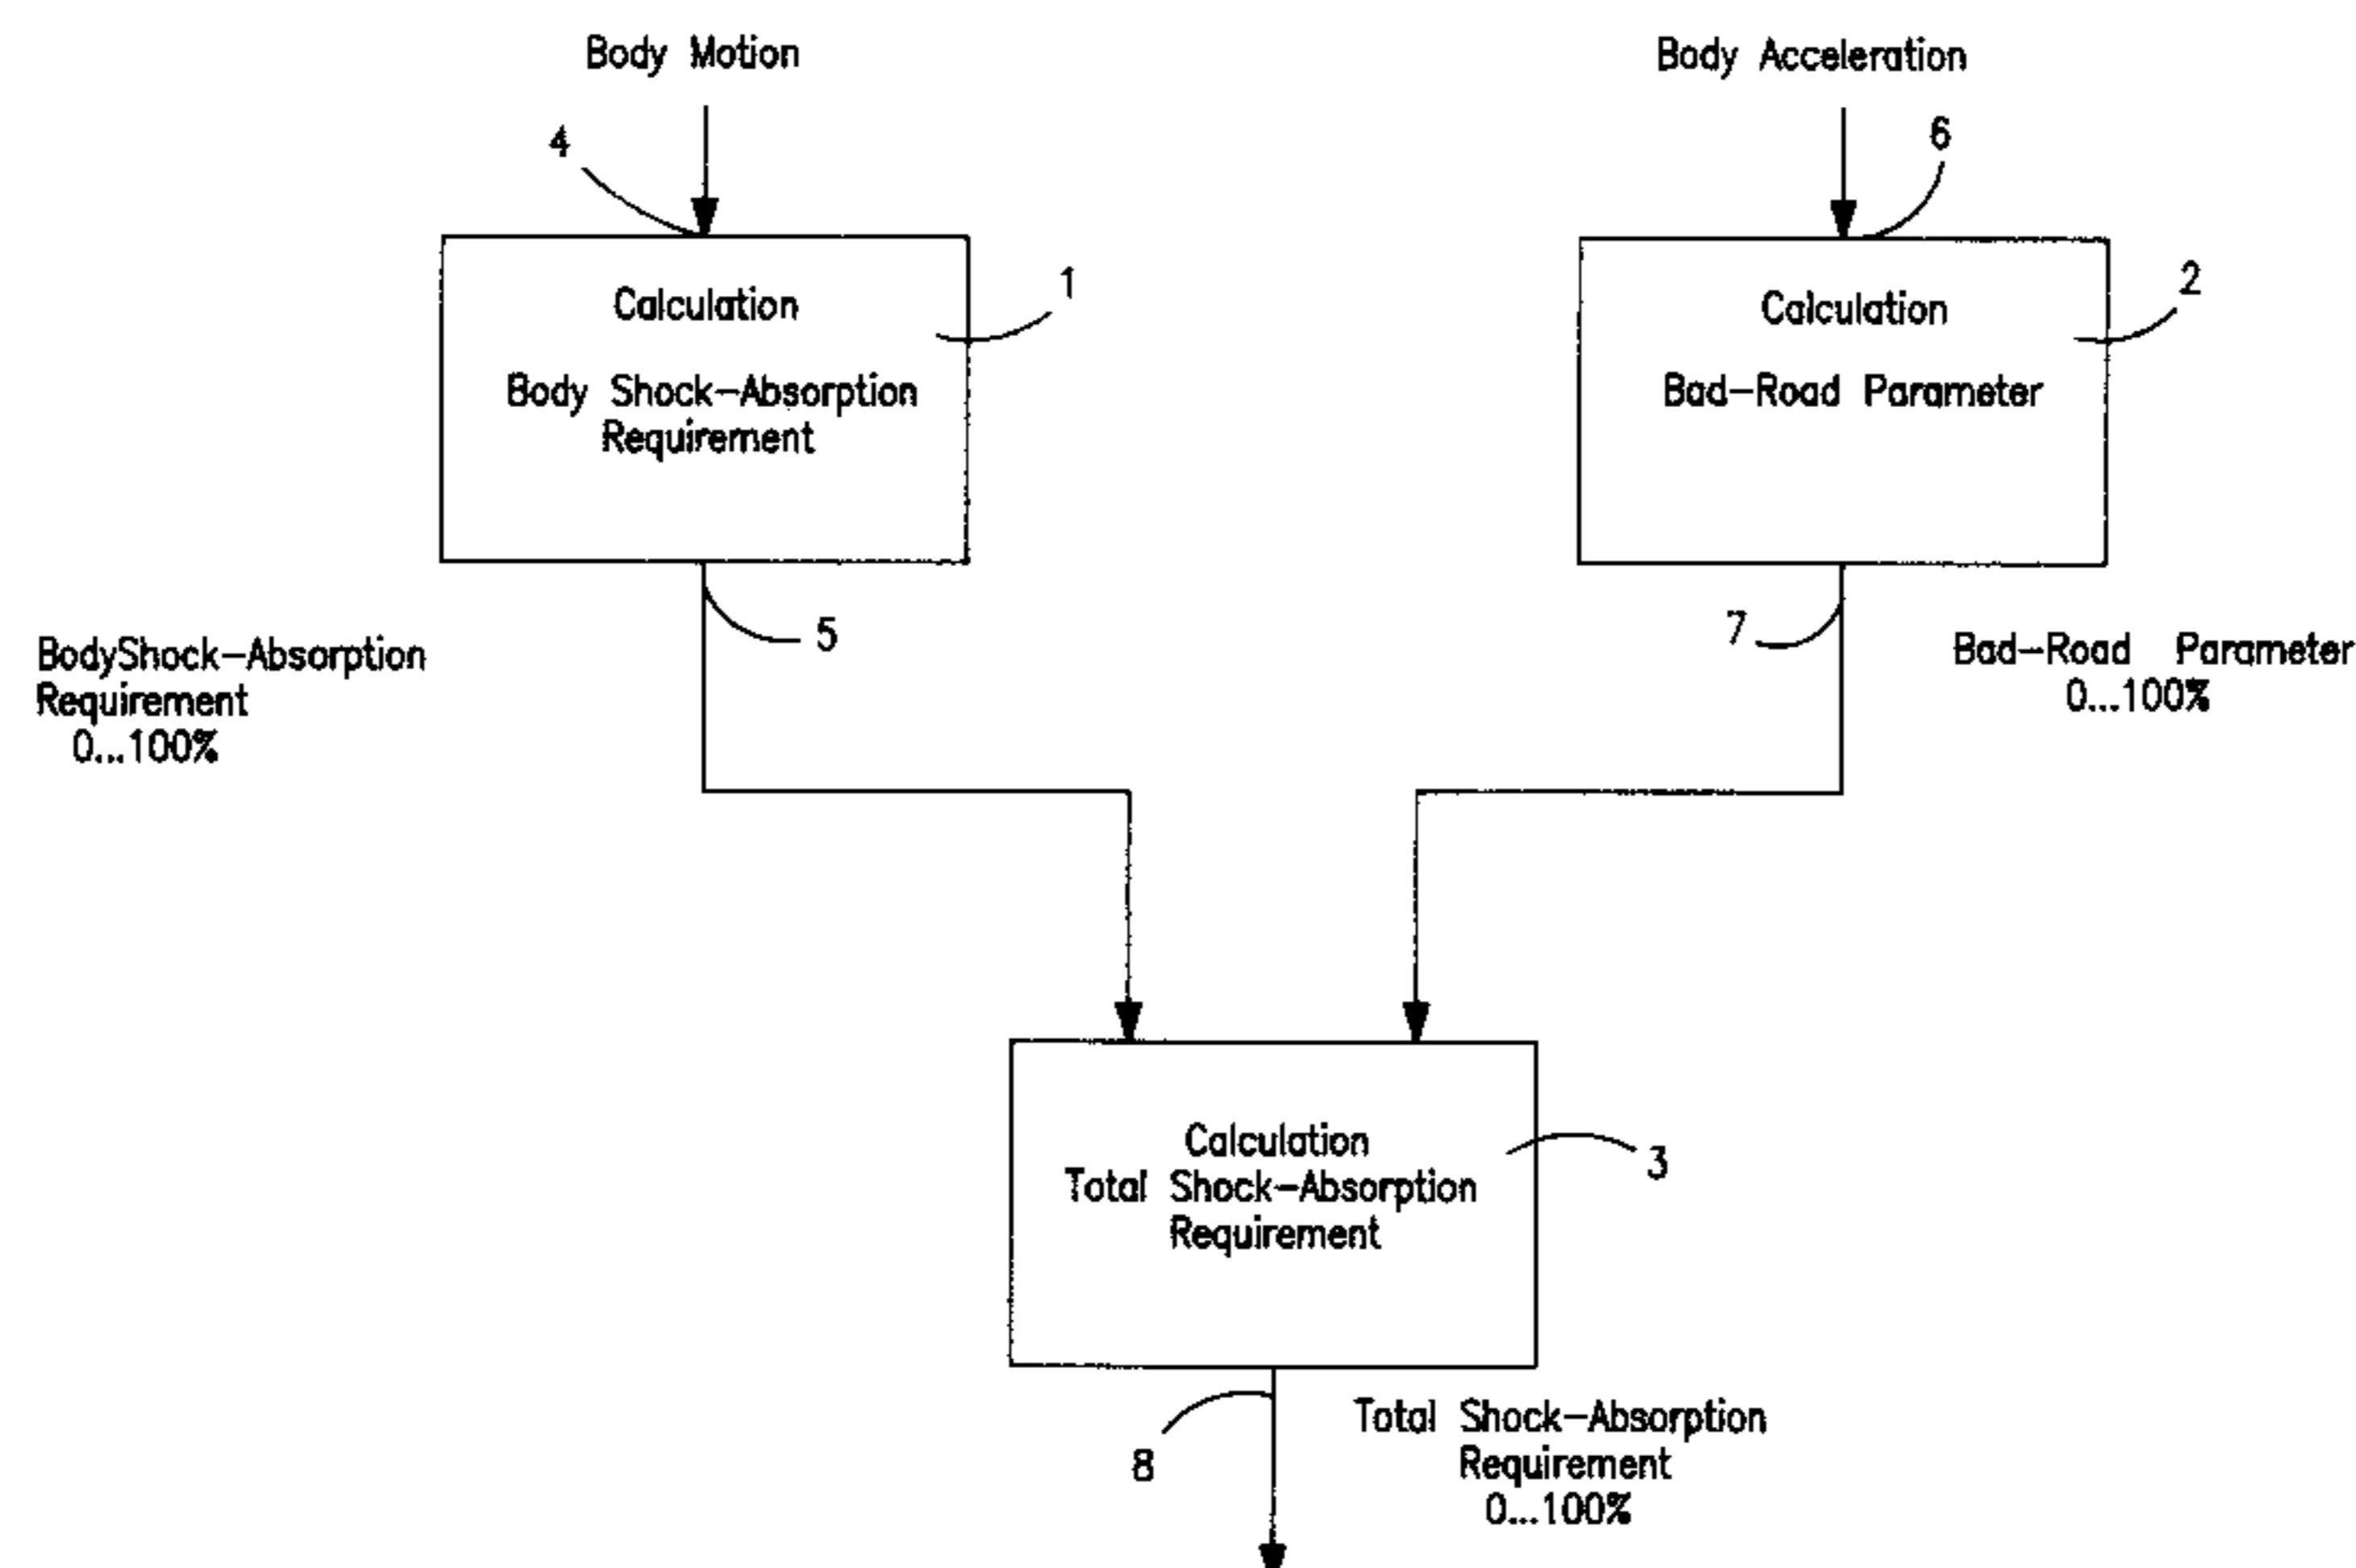 Body Motion
Body Acceleration
4
6
1
2
Calculation
Body Shock-Absorption
Requirement
Calculation
Bad-Road Parameter
5
7
BodyShock-Absorption
Requirement
0...100%
Bad-Road Parameter
0...100%
Calculation
Total Shock-Absorption
Requirement
3
8
Total Shock-Absorption
Requirement
0...100%